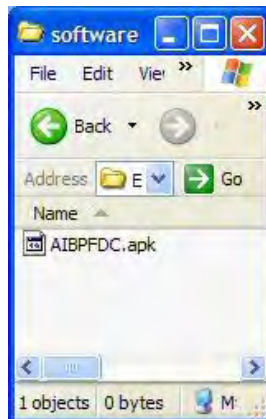 software
File Edit Vie »
Back »
Address E Go
Name
AIBPFDC.apk
1 objects 0 bytes M